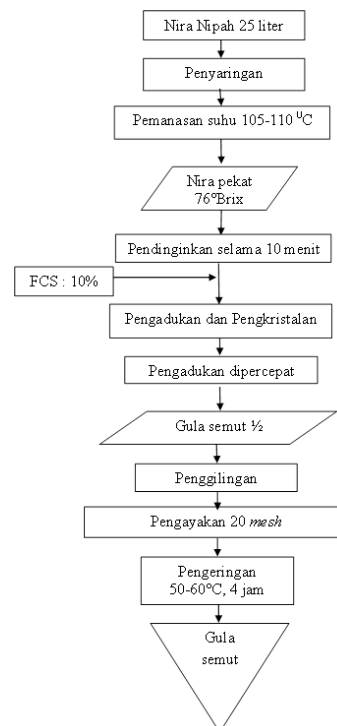 Nira Nipah 25 liter
Penyaringan
Pemanasan suhu 105-110 ⁰C
Nira pekat
76°Brix
Pendinginkan selama 10 menit
FCS : 10%
Pengadukan dan Pengkristalan
Pengadukan dipercepat
Gula semut ½
Penggilingan
Pengayakan 20 mesh
Pengeringan
50-60°C, 4 jam
Gula
semut